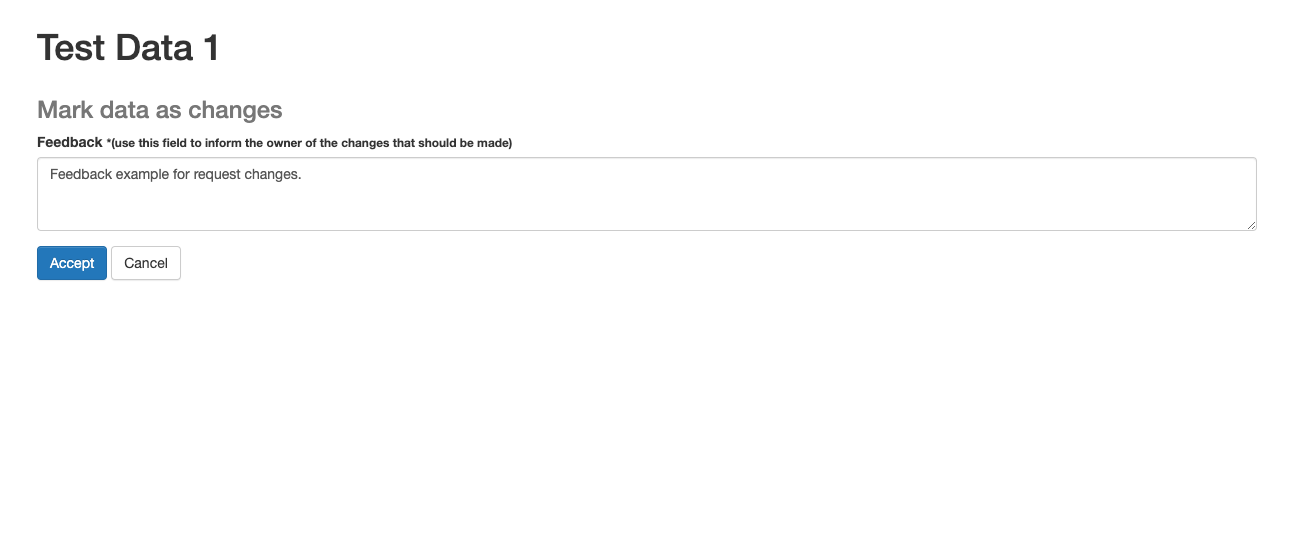 Test Data 1
Mark data as changes
Feedback *(use this field to inform the owner of the changes that should be made)
Feedback example for request changes.
Accept Cancel